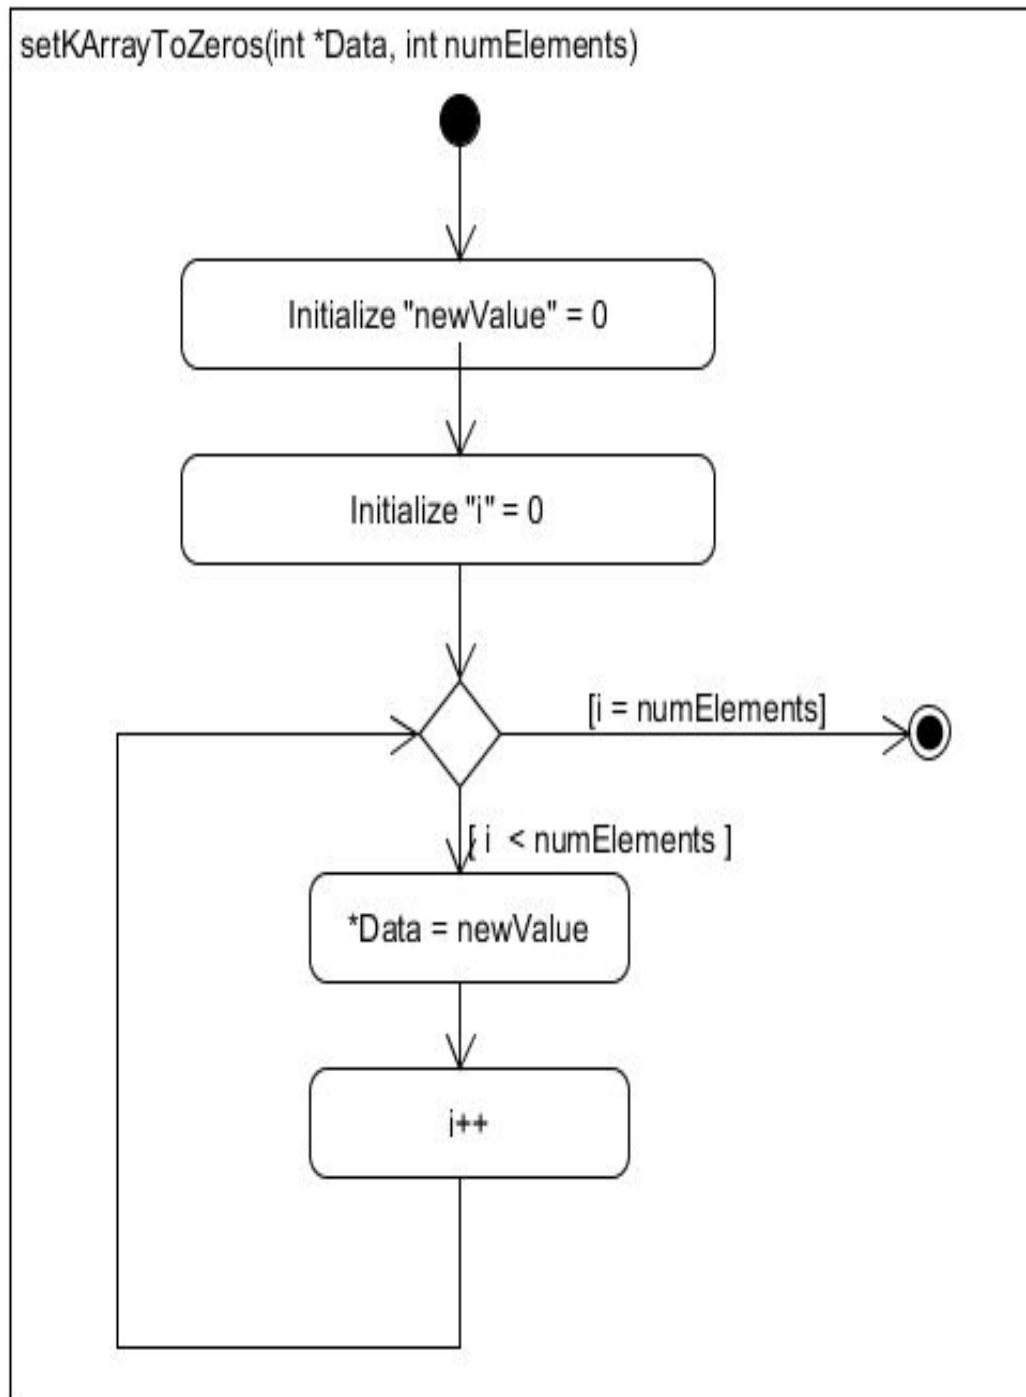 setKArrayToZeros(int *Data, int numElements)
Initialize "newValue" = 0
Initialize "i" = 0
[i = numElements]
[ i  < numElements ]
*Data = newValue
i++